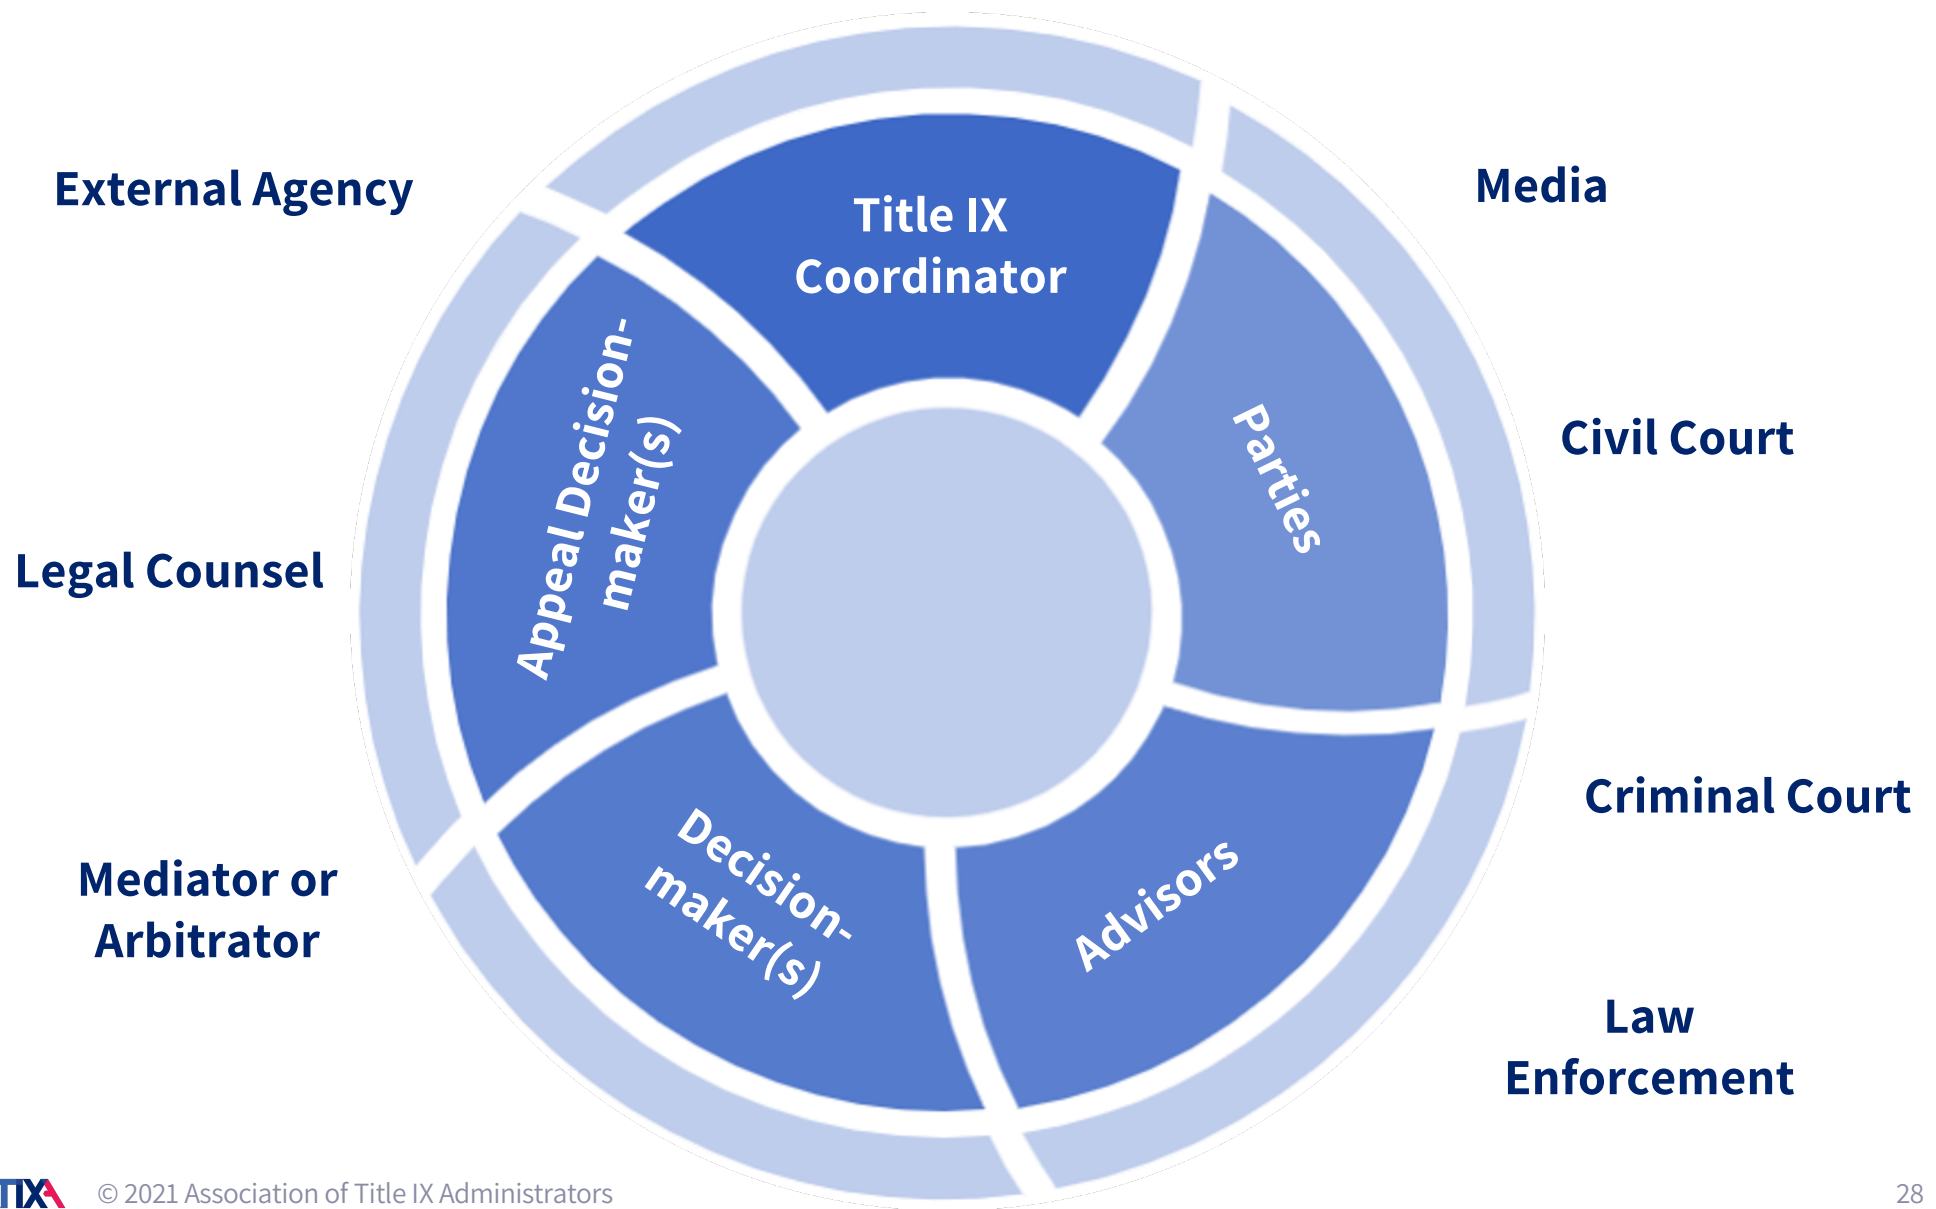 External Agency
Media
Title IX
Coordinator
Appeal Decision-
maker(s)
Parties
Civil Court
Legal Counsel
Criminal Court
Decision-
maker(s)
Advisors
Mediator or
Arbitrator
Law
Enforcement
TIXA
© 2021 Association of Title IX Administrators
28